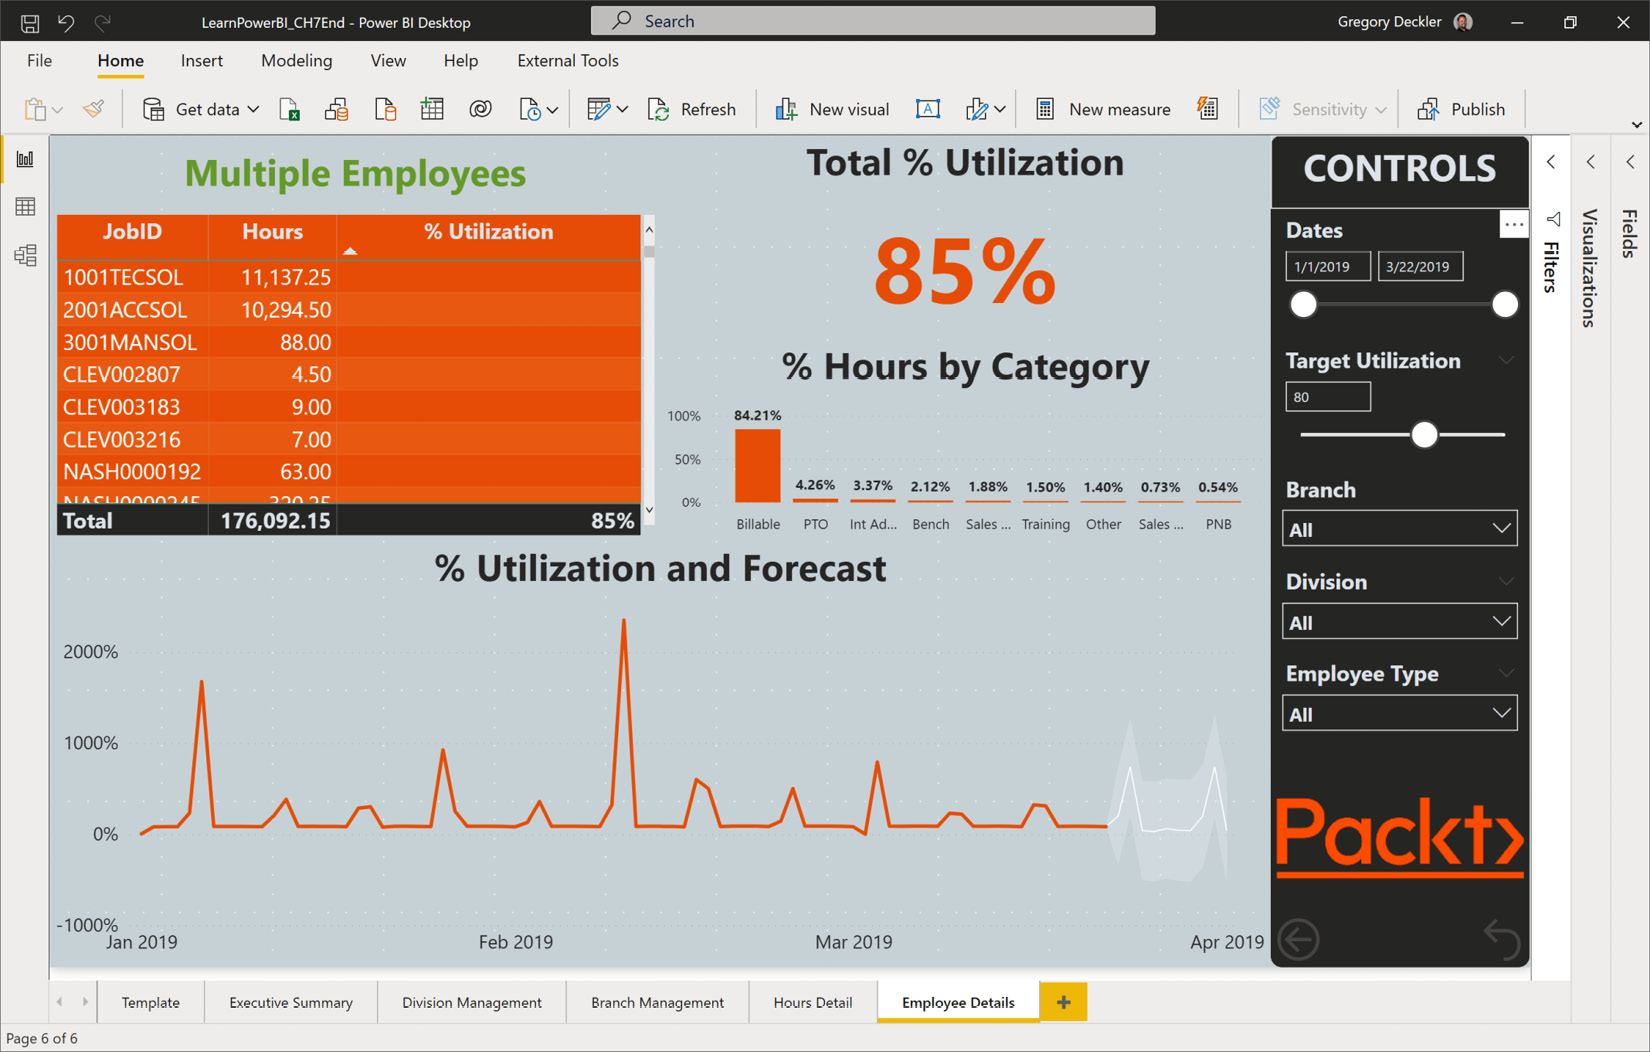 LearnPowerBI_CH7End - Power BI Desktop
Search
Gregory Deckler
File Home Insert Modeling View Help External Tools
Get data Refresh New visual New measure Sensitivity Publish
Multiple Employees
JobID Hours % Utilization
1001TECSOL 11,137.25
2001ACCSOL 10,294.50
3001MANSOL 88.00
CLEV002807 4.50
CLEV003183 9.00
CLEV003216 7.00
NASH0000192 63.00
NASH0000245 320.25
Total 176,092.15 85%
Total % Utilization
85%
% Hours by Category
100%
50%
0%
84.21% 4.26% 3.37% 2.12% 1.88% 1.50% 1.40% 0.73% 0.54%
Billable PTO Int Ad... Bench Sales ... Training Other Sales ... PNB
% Utilization and Forecast
2000%
1000%
0%
-1000%
Jan 2019 Feb 2019 Mar 2019 Apr 2019
CONTROLS
Dates
1/1/2019 3/22/2019
Target Utilization
80
Branch
All
Division
All
Employee Type
All
Packt>
Filters
Visualizations
Fields
Template Executive Summary Division Management Branch Management Hours Detail Employee Details +
Page 6 of 6